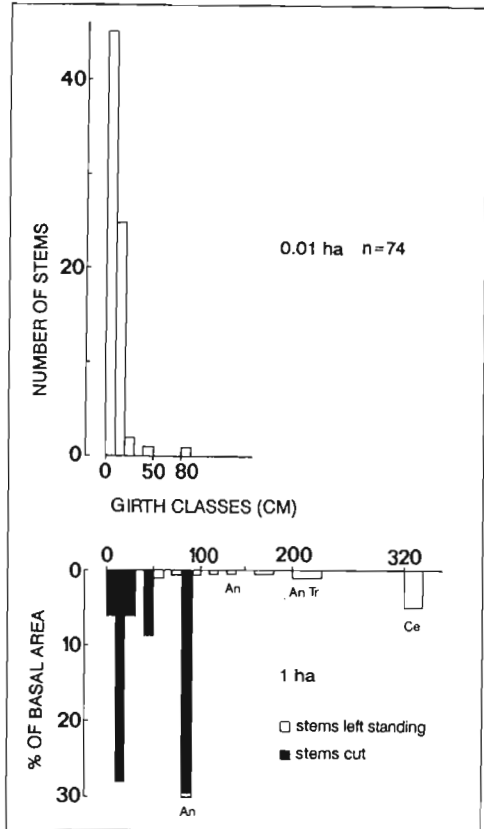 40
20
0
NUMBER OF STEMS
0.01 ha n=74
0 50 80
GIRTH CLASSES (CM)
0 100 200 320
0
10
20
30
% OF BASAL AREA
An
An Tr
Ce
1 ha
stems left standing
stems cut
An